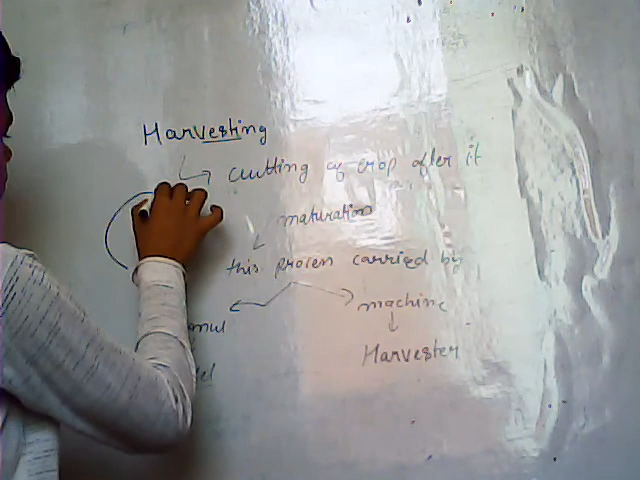 Harvesting
cutting of crop after it
maturation
this process carried by
machine
Harvester